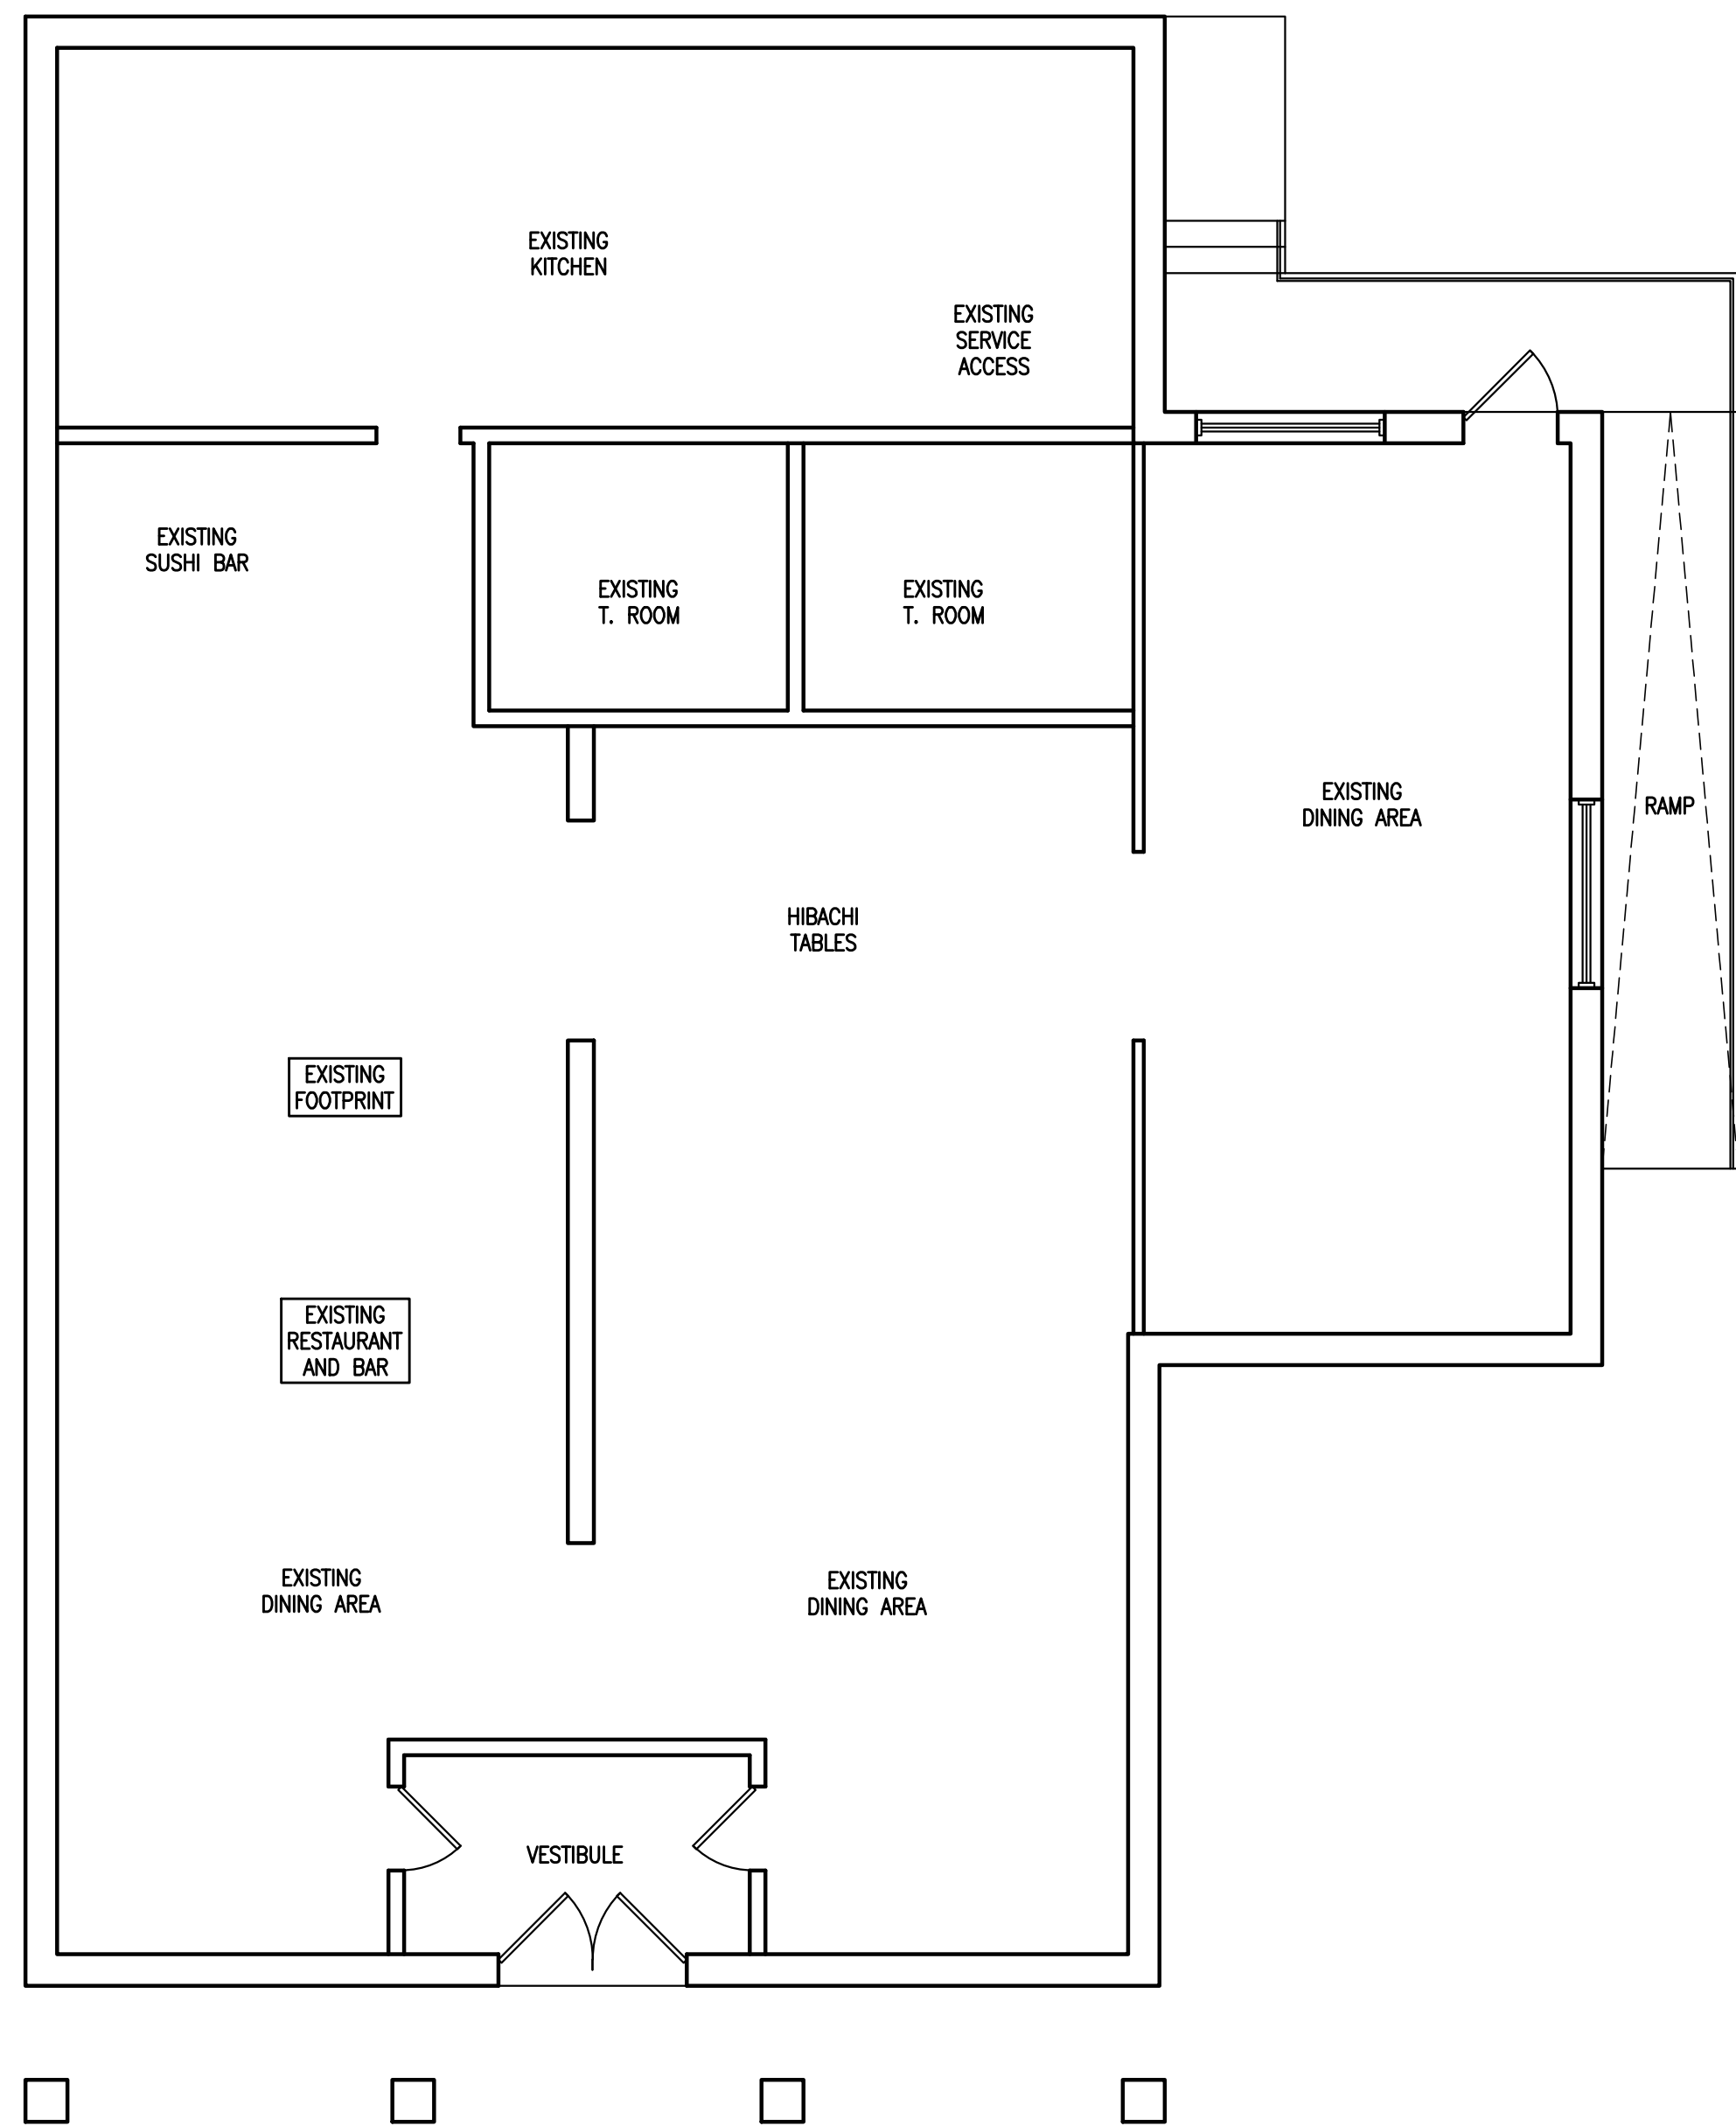 EXISTING
KITCHEN
EXISTING
SERVICE
ACCESS
EXISTING
SUSHI BAR
EXISTING
T. ROOM
EXISTING
T. ROOM
EXISTING
DINING AREA
RAMP
HIBACHI
TABLES
EXISTING
FOOTPRINT
EXISTING
RESTAURANT
AND BAR
EXISTING
DINING AREA
EXISTING
DINING AREA
VESTIBULE